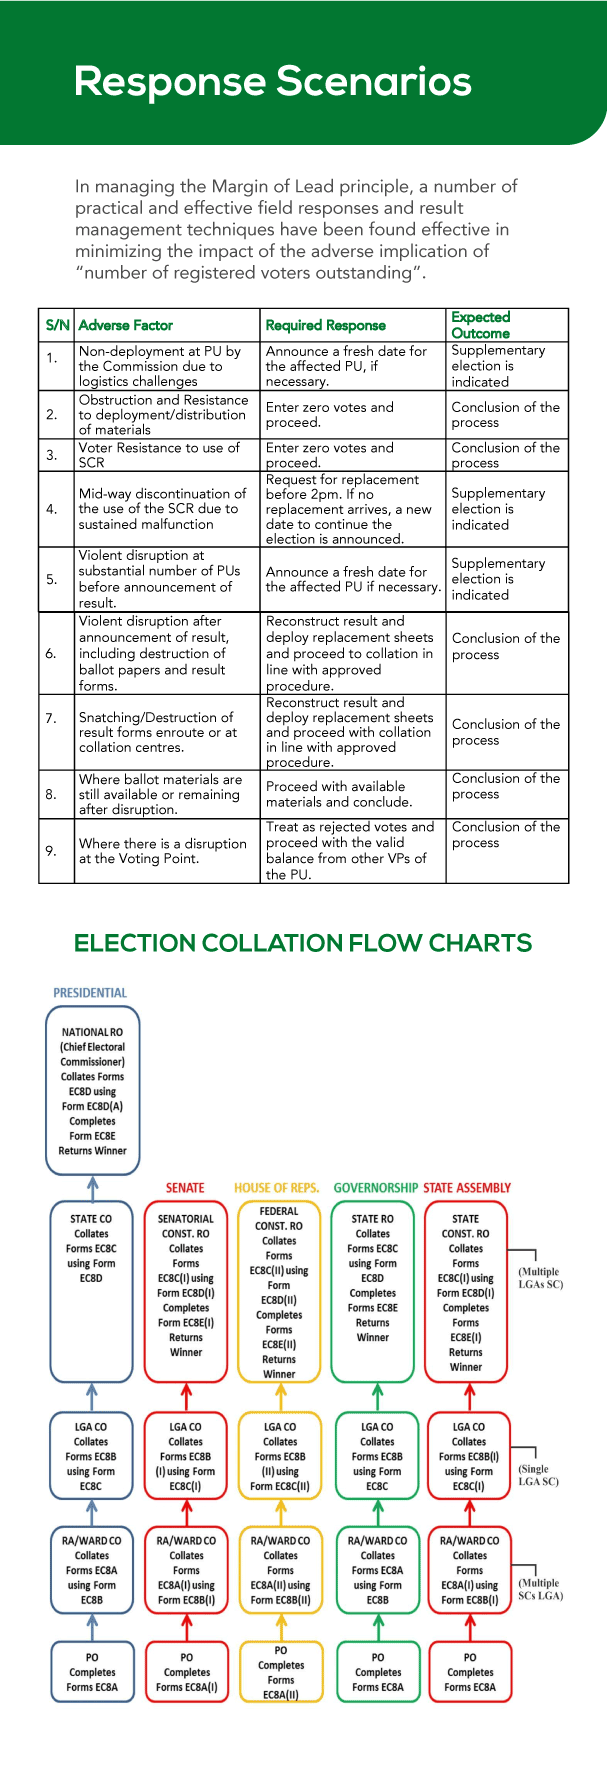 Response Scenarios
In managing the Margin of Lead principle, a number of
practical and effective field responses and result
management techniques have been found effective in
minimizing the impact of the adverse implication of
“number of registered voters outstanding”.
S/N
Adverse Factor
Required Response
Expected
Outcome
1.
Non-deployment at PU by
the Commission due to
logistics challenges
Announce a fresh date for
the affected PU, if
necessary.
Supplementary
election is
indicated
2.
Obstruction and Resistance
to deployment/distribution
of materials
Enter zero votes and
proceed.
Conclusion of the
process
3.
Voter Resistance to use of
SCR
Enter zero votes and
proceed.
Conclusion of the
process
4.
Mid-way discontinuation of
the use of the SCR due to
sustained malfunction
Request for replacement
before 2pm. If no
replacement arrives, a new
date to continue the
election is announced.
Supplementary
election is
indicated
5.
Violent disruption at
substantial number of PUs
before announcement of
result.
Announce a fresh date for
the affected PU if necessary.
Supplementary
election is
indicated
6.
Violent disruption after
announcement of result,
including destruction of
ballot papers and result
forms.
Reconstruct result and
deploy replacement sheets
and proceed to collation in
line with approved
procedure.
Conclusion of the
process
7.
Snatching/Destruction of
result forms enroute or at
collation centres.
Reconstruct result and
deploy replacement sheets
and proceed with collation
in line with approved
procedure.
Conclusion of the
process
8.
Where ballot materials are
still available or remaining
after disruption.
Proceed with available
materials and conclude.
Conclusion of the
process
9.
Where there is a disruption
at the Voting Point.
Treat as rejected votes and
proceed with the valid
balance from other VPs of
the PU.
Conclusion of the
process
ELECTION COLLATION FLOW CHARTS
PRESIDENTIAL
NATIONAL RO
(Chief Electoral
Commissioner)
Collates Forms
EC8D using
Form EC8D(A)
Completes
Form EC8E
Returns Winner
STATE CO
Collates
Forms EC8C
using Form
EC8D
LGA CO
Collates
Forms EC8B
using Form
EC8C
RA/WARD CO
Collates
Forms EC8A
using Form
EC8B
PO
Completes
Forms EC8A
SENATE
SENATORIAL
CONST. RO
Collates
Forms
EC8C(I) using
Form EC8D(I)
Completes
Form EC8E(I)
Returns
Winner
LGA CO
Collates
Forms EC8B
(I) using Form
EC8C(I)
RA/WARD CO
Collates
Forms
EC8A(I) using
Form EC8B(I)
PO
Completes
Forms EC8A(I)
HOUSE OF REPS.
FEDERAL
CONST. RO
Collates
Forms
EC8C(II) using
Form
EC8D(II)
Completes
Forms
EC8E(II)
Returns
Winner
LGA CO
Collates
Forms EC8B
(II) using
Form EC8C(II)
RA/WARD CO
Collates
Forms
EC8A(II) using
Form EC8B(II)
PO
Completes
Forms
EC8A(II)
GOVERNORSHIP
STATE RO
Collates
Forms EC8C
using Form
EC8D
Completes
Forms EC8E
Returns
Winner
LGA CO
Collates
Forms EC8B
using Form
EC8C
RA/WARD CO
Collates
Forms EC8A
using Form
EC8B
PO
Completes
Forms EC8A
STATE ASSEMBLY
STATE
CONST. RO
Collates
Forms
EC8C(I) using
Form EC8D(I)
Completes
Forms
EC8E(I)
Returns
Winner
LGA CO
Collates
Forms EC8B(I)
using Form
EC8C(I)
RA/WARD CO
Collates
Forms
EC8A(I) using
Form EC8B(I)
PO
Completes
Forms EC8A
(Multiple
LGAs SC)
(Single
LGA SC)
(Multiple
SCs LGA)